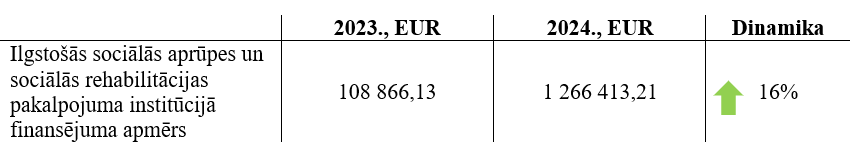 2023., EUR 2024., EUR Dinamika
Ilgstošās sociālās aprūpes un
sociālās rehabilitācijas
pakalpojuma institūcijā
finansējuma apmērs
108 866,13 1 266 413,21 16%